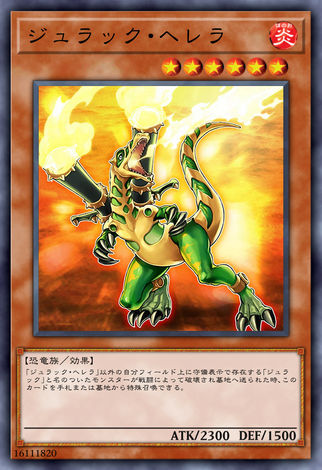 ジュラック・ヘレラ
炎
ほのお
【恐竜族／効果】
「ジュラック・ヘレラ」以外の自分フィールド上に守備表示で存在する「ジュラ
ック」と名のついたモンスターが戦闘によって破壊され墓地へ送られた時、この
カードを手札または墓地から特殊召喚できる。
ATK/2300 DEF/1500
16111820